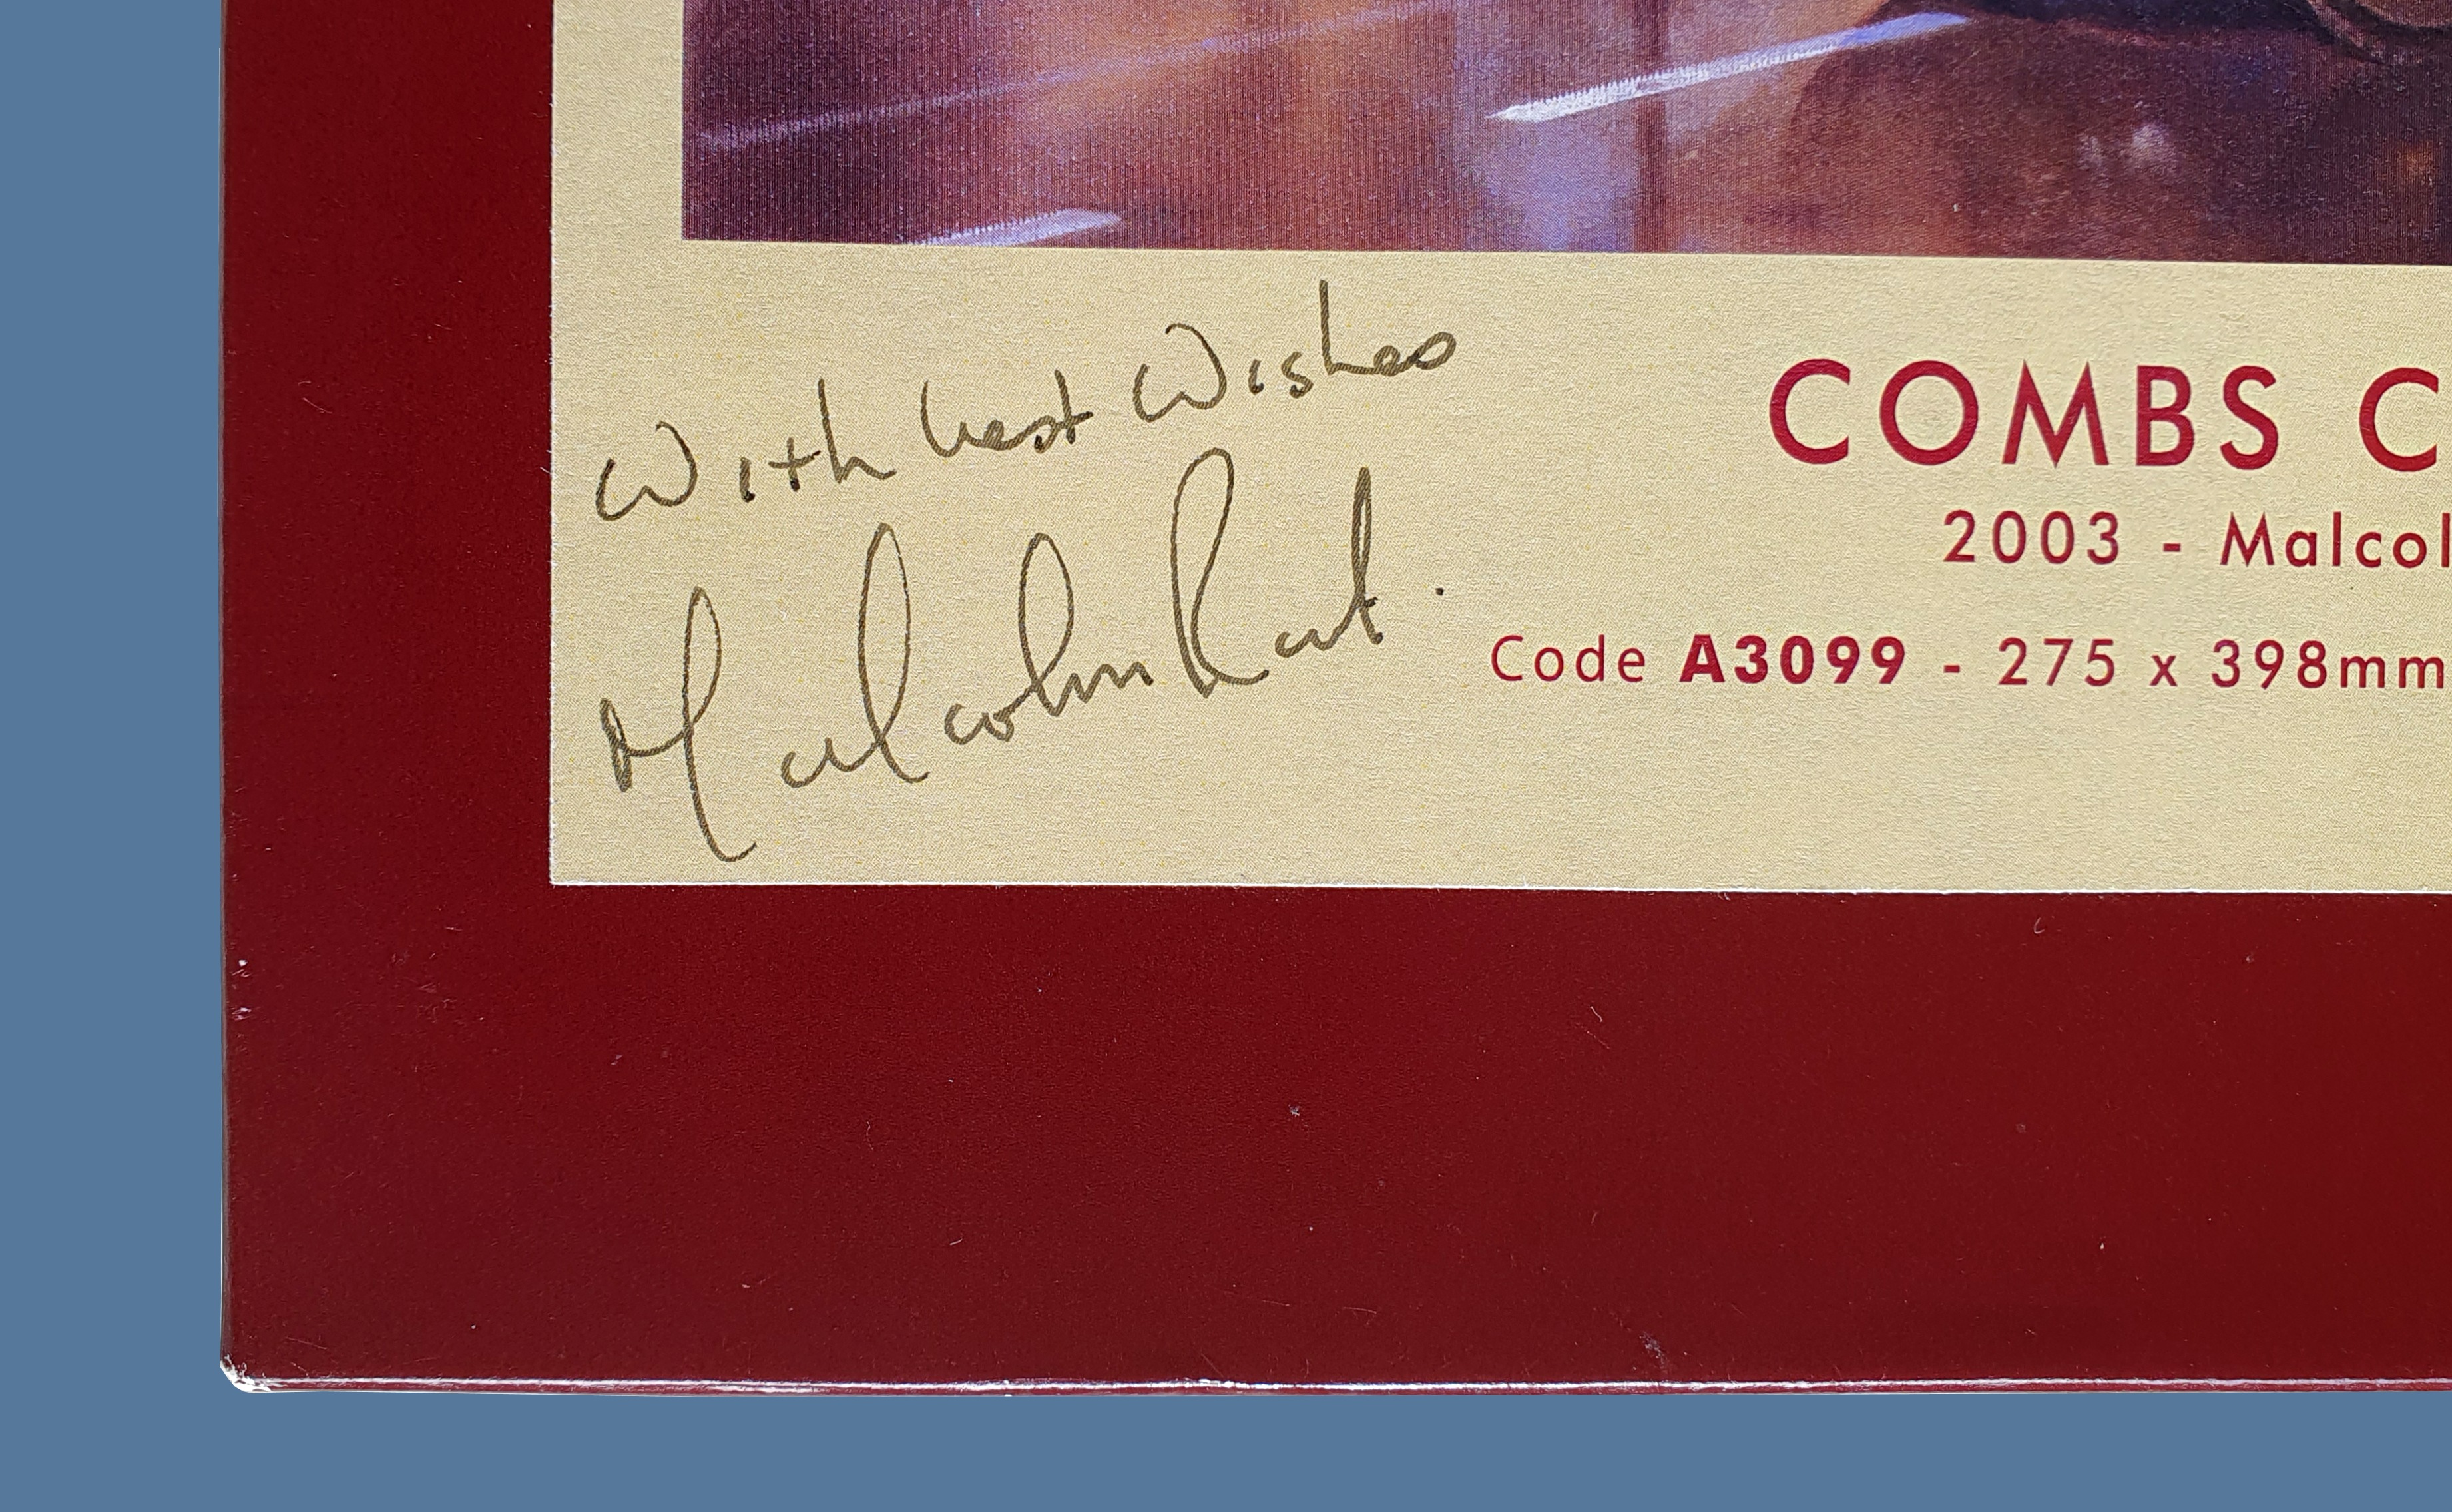 With best Wishes
Malcolm Root.
COMBS C
2003 - Malcol
Code A3099 - 275 x 398mm